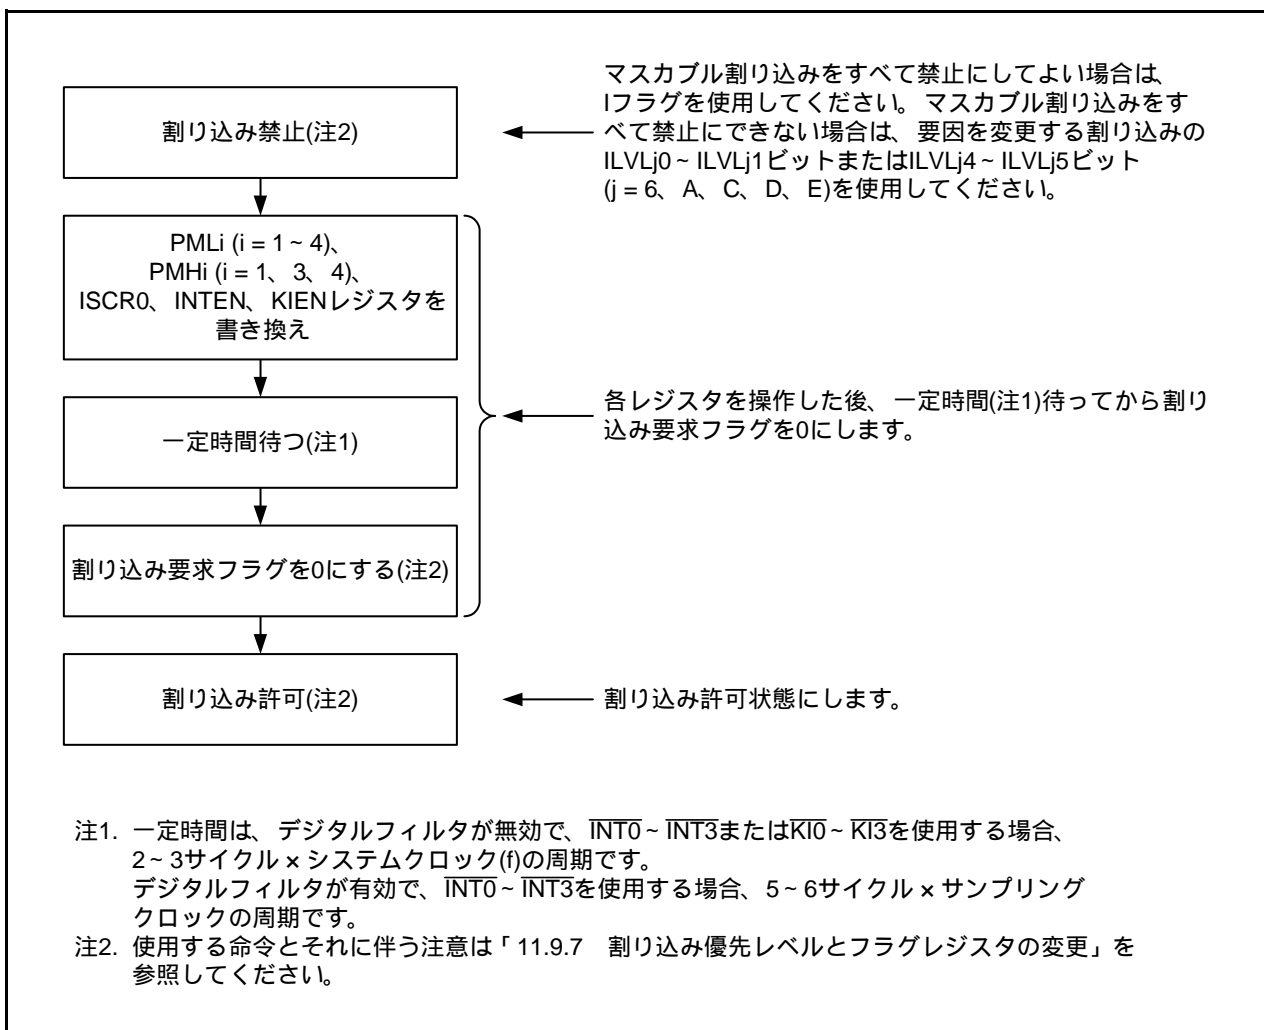 割り込み禁止(注2)
マスカブル割り込みをすべて禁止にしてよい場合は、
Iフラグを使用してください。マスカブル割り込みをす
べて禁止にできない場合は、要因を変更する割り込みの
ILVLj0~ILVLj1ビットまたはILVLj4~ILVLj5ビット
(j = 6、A、C、D、E)を使用してください。
PMLi (i = 1~4)、
PMHi (i = 1、3、4)、
ISCR0、INTEN、KIENレジスタを
書き換え
一定時間待つ(注1)
各レジスタを操作した後、一定時間(注1)待ってから割り
込み要求フラグを0にします。
割り込み要求フラグを0にする(注2)
割り込み許可(注2)
割り込み許可状態にします。
注1. 一定時間は、デジタルフィルタが無効で、I̅N̅T̅0̅~I̅N̅T̅3̅またはK̅I̅0̅~K̅I̅3̅を使用する場合、
2~3サイクル × システムクロック(f)の周期です。
デジタルフィルタが有効で、I̅N̅T̅0̅~I̅N̅T̅3̅を使用する場合、5~6サイクル × サンプリング
クロックの周期です。
注2. 使用する命令とそれに伴う注意は「11.9.7 割り込み優先レベルとフラグレジスタの変更」を
参照してください。